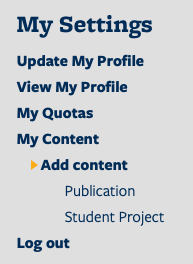 My Settings
Update My Profile
View My Profile
My Quotas
My Content
Add content
Publication
Student Project
Log out